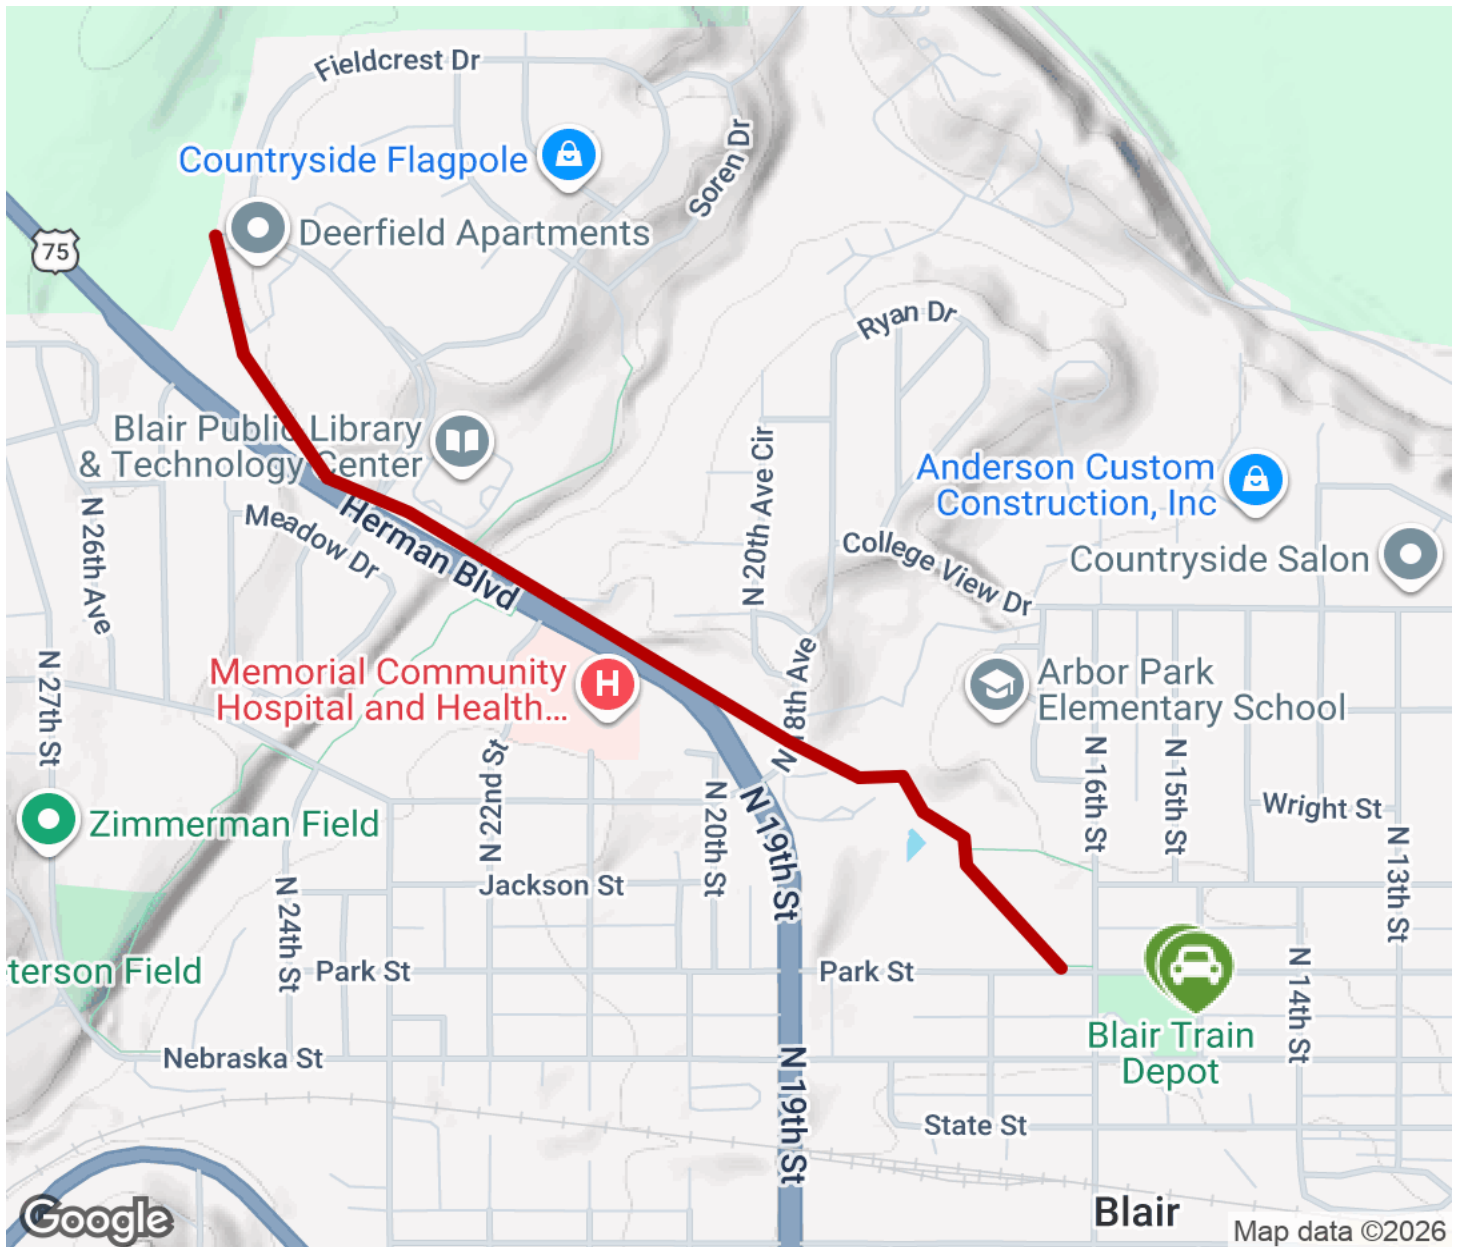 Fieldcrest Dr
Countryside Flagpole
Soren Dr
75
Deerfield Apartments
Ryan Dr
Blair Public Library
& Technology Center
N 20th Ave Cir
Anderson Custom
Construction, Inc
N 26th Ave
Meadow Dr
Herman Blvd
College View Dr
Countryside Salon
N 27th St
Memorial Community
Hospital and Health...
H
N 18th Ave
Arbor Park
Elementary School
N 22nd St
N 20th St
N 19th St
N 16th St
N 15th St
Wright St
N 13th St
Zimmerman Field
Jackson St
N 24th St
terson Field
Park St
Park St
N 14th St
Blair Train
Depot
Nebraska St
N 19th St
State St
Blair
Google
Map data ©2026